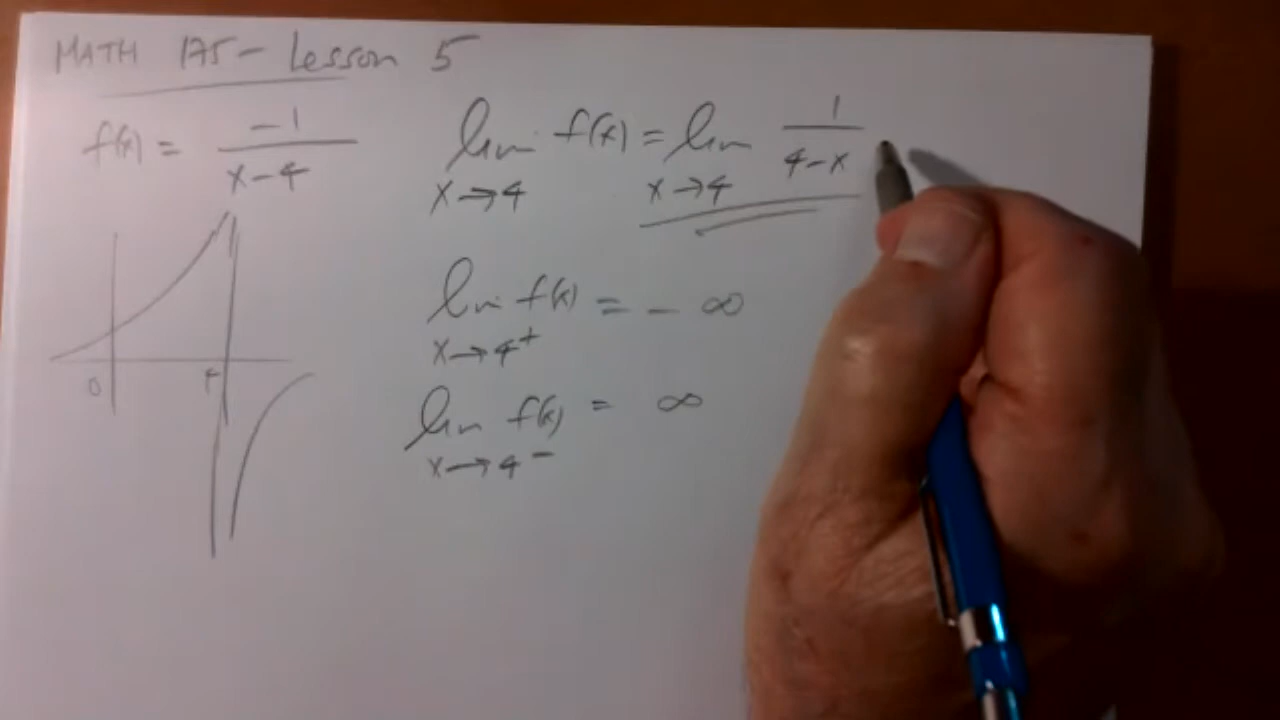 MATH 175 - Lesson 5
f(x) = -1/(x-4)
lim x→4 f(x) = lim x→4 1/(4-x)
lim x→4⁺ f(x) = - ∞
0 4
lim x→4⁻ f(x) = ∞